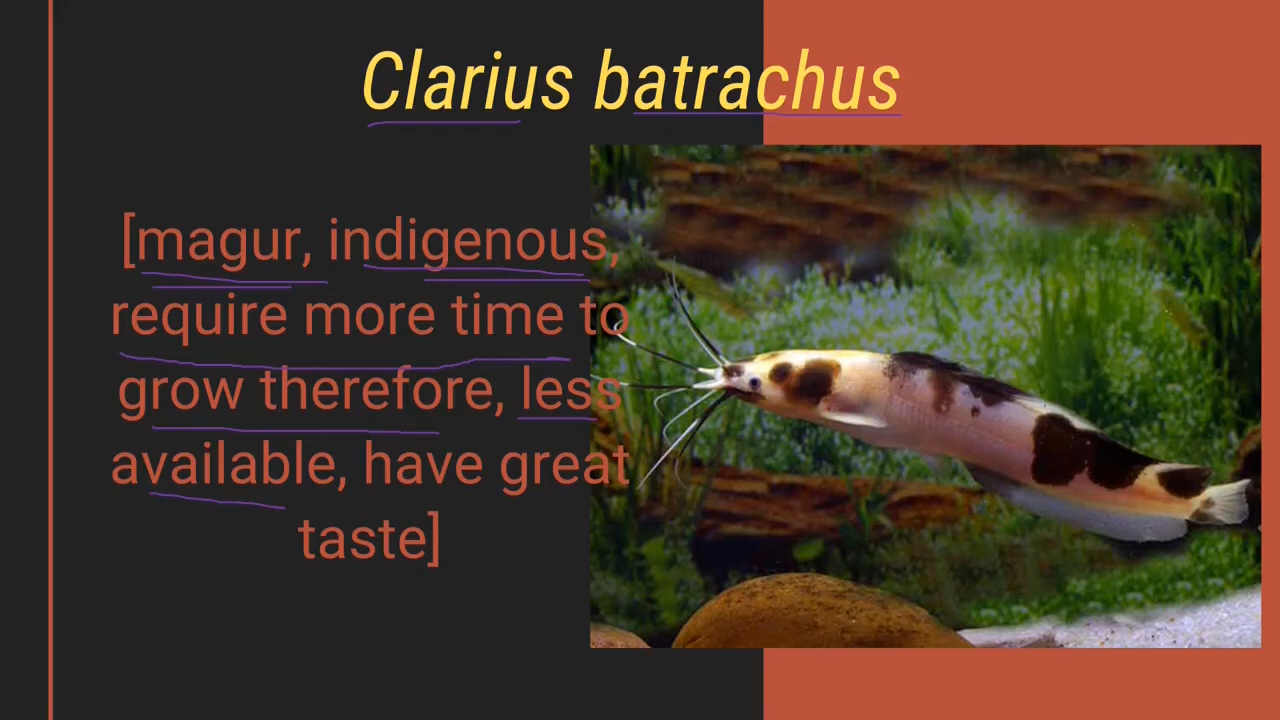 Clarius batrachus
[magur, indigenous,
require more time to
grow therefore, less
available, have great
taste]